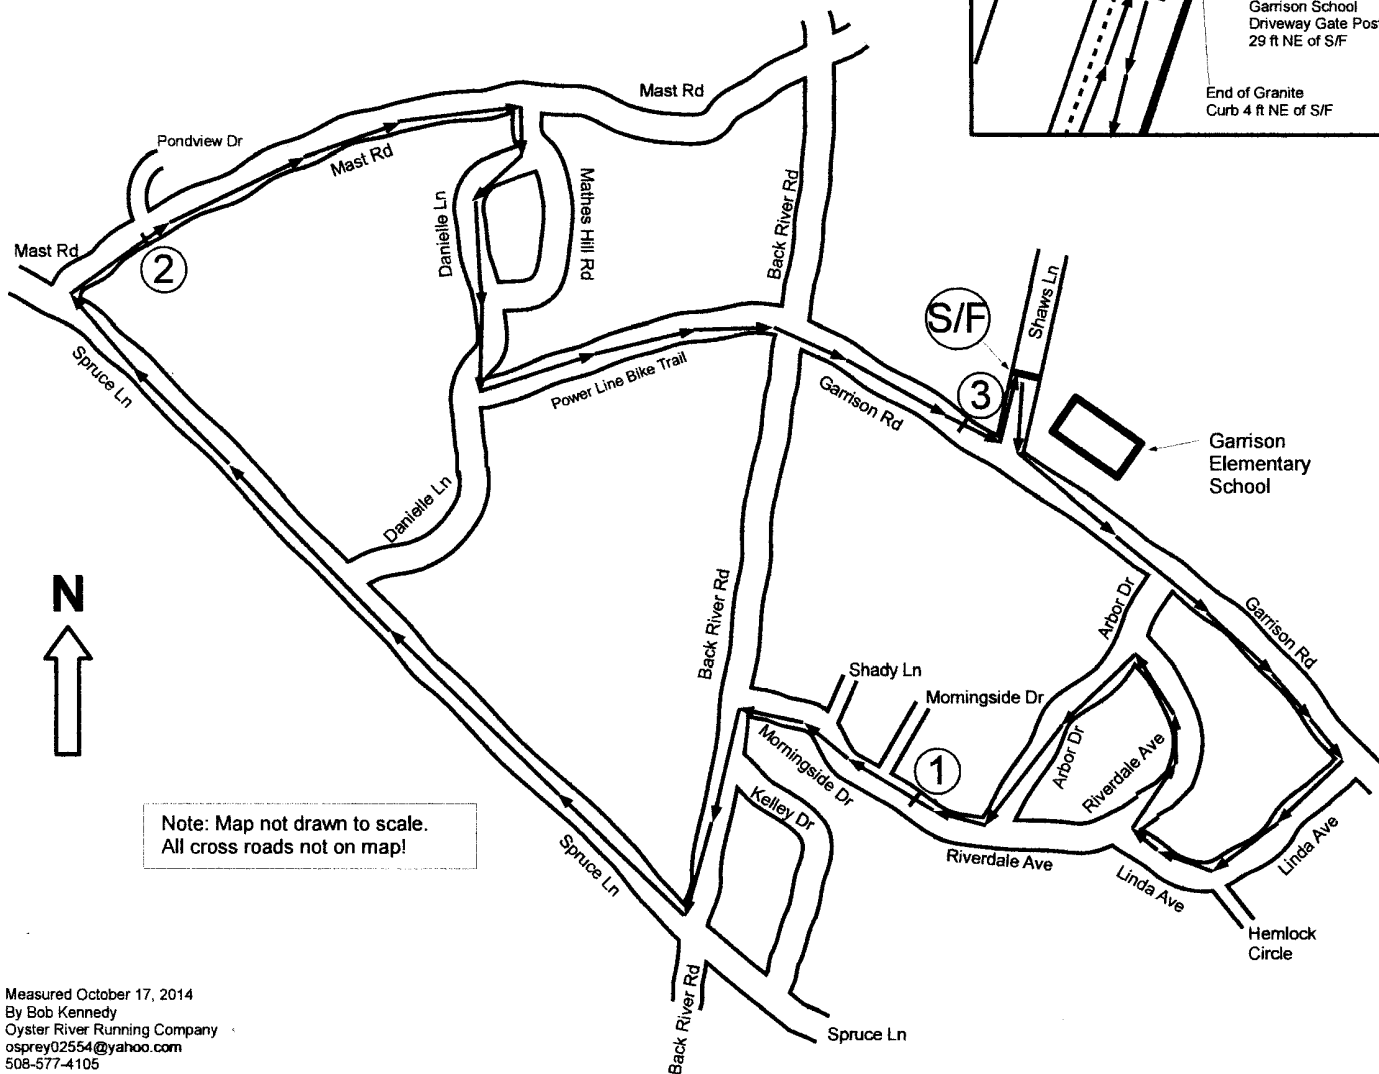 Garrison School
Driveway Gate Post
29 ft NE of S/F
End of Granite
Curb 4 ft NE of S/F
Mast Rd
Pondview Dr
Mast Rd
Mast Rd
2
Danielle Ln
Mathes Hill Rd
Back River Rd
Shaws Ln
S/F
Spruce Ln
Power Line Bike Trail
Garrison Rd
3
Garrison
Elementary
School
Danielle Ln
N
Back River Rd
Arbor Dr
Garrison Rd
Shady Ln
Morningside Dr
Morningside Dr
1
Arbor Dr
Riverdale Ave
Kelley Dr
Note: Map not drawn to scale.
All cross roads not on map!
Spruce Ln
Riverdale Ave
Linda Ave
Linda Ave
Hemlock
Circle
Back River Rd
Spruce Ln
Measured October 17, 2014
By Bob Kennedy
Oyster River Running Company
osprey02554@yahoo.com
508-577-4105